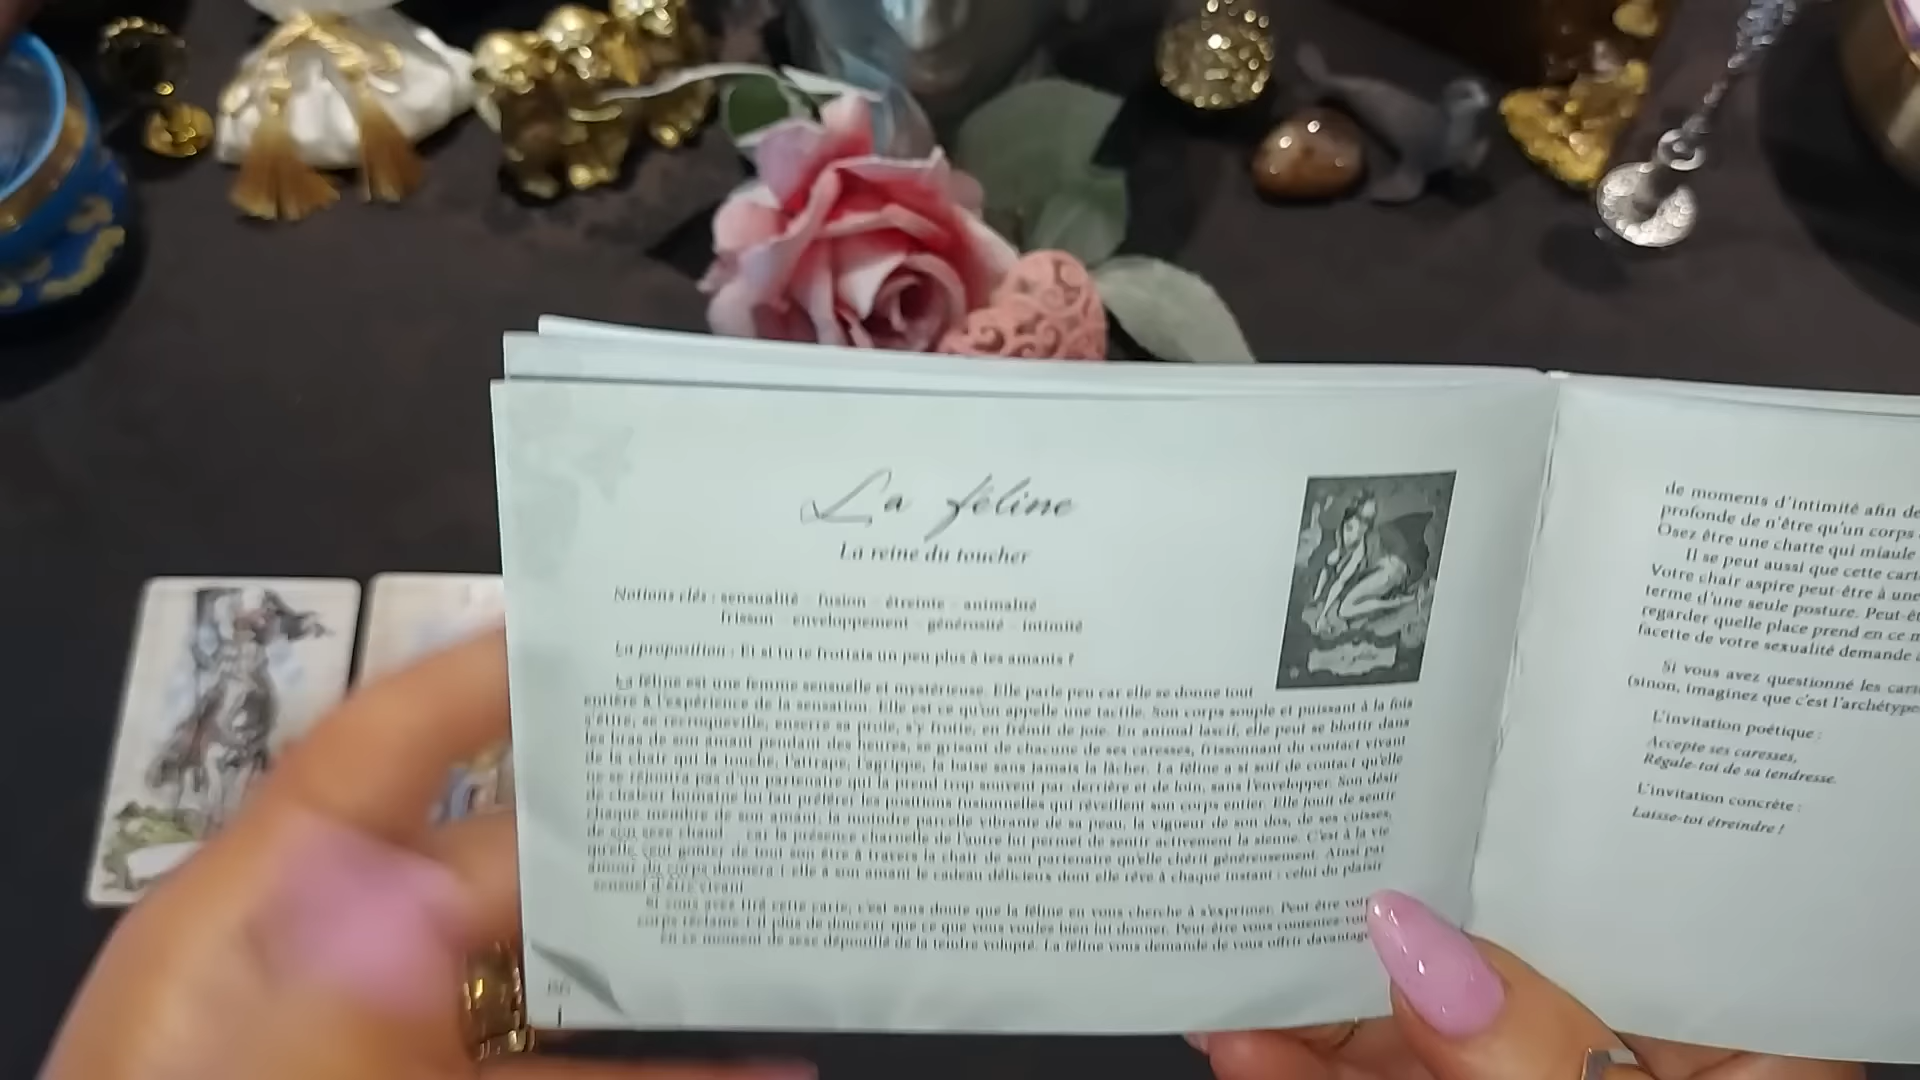 La féline
La reine du toucher
Notions clés : sensualité - fusion - étreinte - animalité
frisson - enveloppement - générosité - intimité
La proposition : Et si tu te frottais un peu plus à tes amants ?
La féline est une femme sensuelle et mystérieuse. Elle parle peu car elle se donne tout
entière à l'expérience de la sensation. Elle est ce qu'on appelle une tactile. Son corps souple et puissant à la fois
s'étire, se recroqueville, enserre sa proie, s'y frotte, en frémit de joie. En animal lascif, elle peut se blottir dans
les bras de son amant pendant des heures, se grisant de chacune de ses caresses, frissonnant du contact vivant
de la chair qui la touche, l'attrape, l'agrippe, la baise sans jamais la lâcher. La féline a si soif de contact qu'elle
ne se réjouira pas d'un partenaire qui la prend trop souvent par derrière et de loin, sans l'envelopper. Son désir
de chaleur humaine lui fait préférer les positions fusionnelles qui réveillent son corps entier. Elle jouit de sentir
chaque membre de son amant, la moindre parcelle vibrante de sa peau, la vigueur de son dos, de ses cuisses,
de son sexe chaud... car la présence charnelle de l'autre lui permet de sentir activement la sienne. C'est à la vie
qu'elle veut goûter de tout son être à travers la chair de son partenaire qu'elle chérit généreusement. Ainsi par
amour du corps donnera-t-elle à son amant le cadeau délicieux dont elle rêve à chaque instant : celui du plaisir
sensuel d'être vivant
Si vous avez tiré cette carte, c'est sans doute que la féline en vous cherche à s'exprimer. Peut-être
corps réclame-t-il plus de douceur que ce que vous voulez bien lui donner. Peut-être vous contentez-vous
en ce moment de sexe dépouillé de la tendre volupté. La féline vous demande de vous offrir davantage
de moments d'intimité afin de
profonde de n'être qu'un corps
Osez être une chatte qui miaule
Il se peut aussi que cette carte
Votre chair aspire peut-être à une
terme d'une seule posture. Peut-êt
regarder quelle place prend en ce m
facette de votre sexualité demande à
Si vous avez questionné les cart
(sinon, imaginez que c'est l'archétype
L'invitation poétique :
Accepte ses caresses,
Régale-toi de sa tendresse.
L'invitation concrète :
Laisse-toi étreindre !